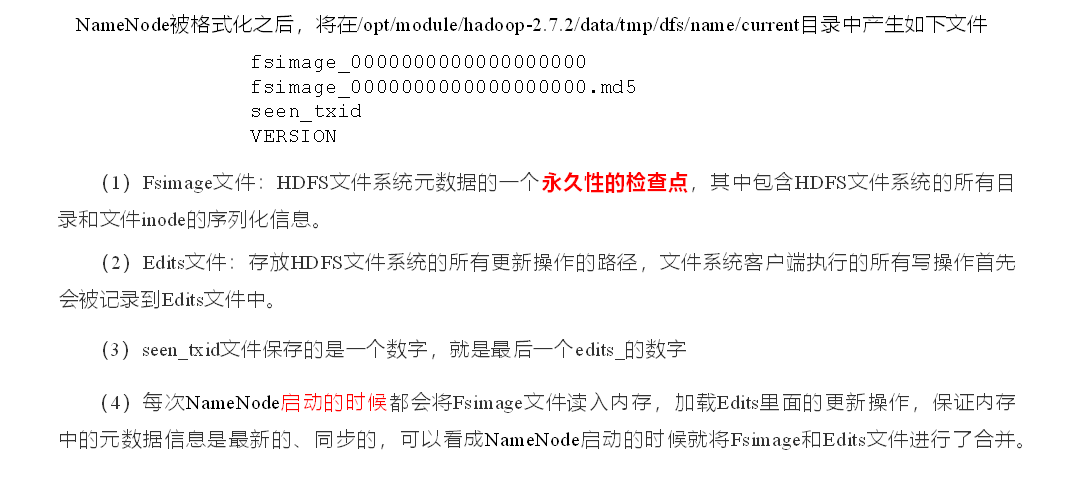 NameNode被格式化之后，将在/opt/module/hadoop-2.7.2/data/tmp/dfs/name/current目录中产生如下文件
fsimage_0000000000000000000
fsimage_0000000000000000000.md5
seen_txid
VERSION
（1）Fsimage文件：HDFS文件系统元数据的一个永久性的检查点，其中包含HDFS文件系统的所有目
录和文件inode的序列化信息。
（2）Edits文件：存放HDFS文件系统的所有更新操作的路径，文件系统客户端执行的所有写操作首先
会被记录到Edits文件中。
（3）seen_txid文件保存的是一个数字，就是最后一个edits_的数字
（4）每次NameNode启动的时候都会将Fsimage文件读入内存，加载Edits里面的更新操作，保证内存
中的元数据信息是最新的、同步的，可以看成NameNode启动的时候就将Fsimage和Edits文件进行了合并。